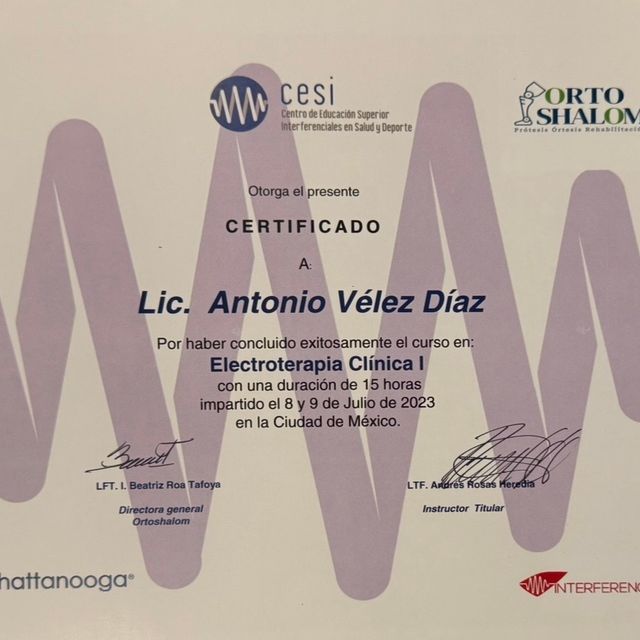 cesi
Centro de Educación Superior
Interferenciales en Salud y Deporte
ORTO
SHALOM
Prótesis Órtesis Rehabilitació
Otorga el presente
CERTIFICADO
A:
Lic. Antonio Vélez Díaz
Por haber concluido exitosamente el curso en:
Electroterapia Clínica I
con una duración de 15 horas
impartido el 8 y 9 de Julio de 2023
en la Ciudad de México.
LFT. I. Beatriz Roa Tafoya
Directora general
Ortoshalom
LTF. Andrés Rosas Heredia
Instructor Titular
hattanooga®
INTERFERENC